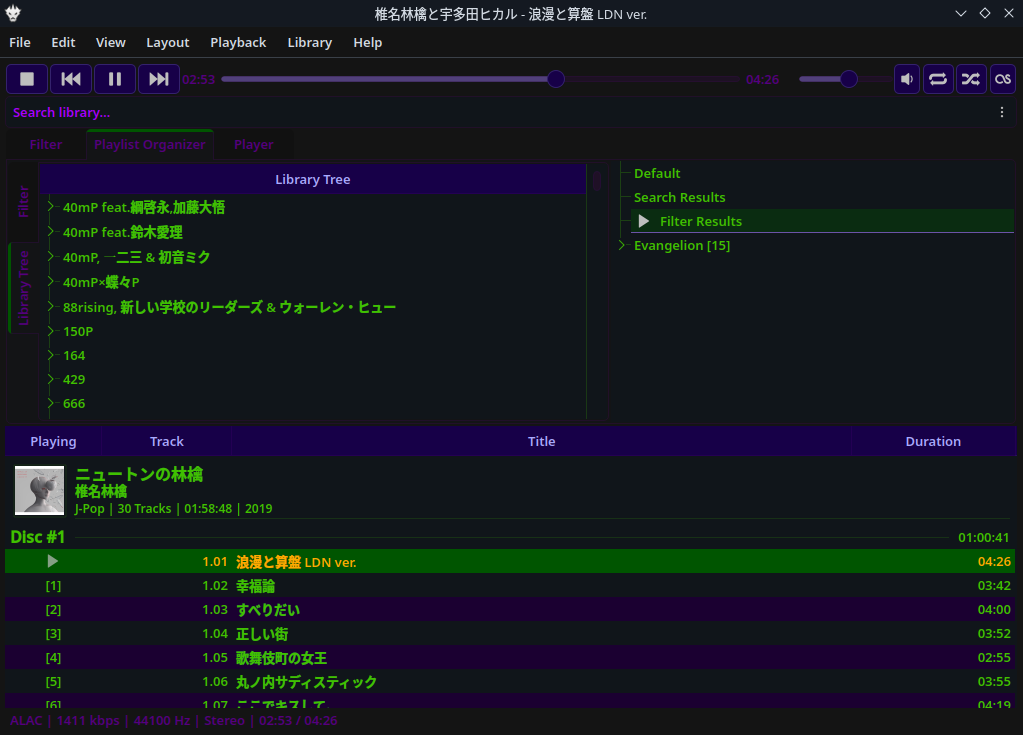 椎名林檎と宇多田ヒカル - 浪漫と算盤 LDN ver.
File Edit View Layout Playback Library Help
02:53 04:26
Search library...
Filter Playlist Organizer Player
Filter
Library Tree
Library Tree
40mP feat.綱啓永,加藤大悟
40mP feat.鈴木愛理
40mP, 一二三 & 初音ミク
40mP×蝶々P
88rising, 新しい学校のリーダーズ & ウォーレン・ヒュー
150P
164
429
666
Default
Search Results
Filter Results
Evangelion [15]
Playing Track Title Duration
ニュートンの林檎
椎名林檎
J-Pop | 30 Tracks | 01:58:48 | 2019
Disc #1 01:00:41
1.01 浪漫と算盤 LDN ver. 04:26
[1] 1.02 幸福論 03:42
[2] 1.03 すべりだい 04:00
[3] 1.04 正しい街 03:52
[4] 1.05 歌舞伎町の女王 02:55
[5] 1.06 丸ノ内サディスティック 03:55
[6] 1.07 ここでキスして。 04:19
ALAC | 1411 kbps | 44100 Hz | Stereo | 02:53 / 04:26